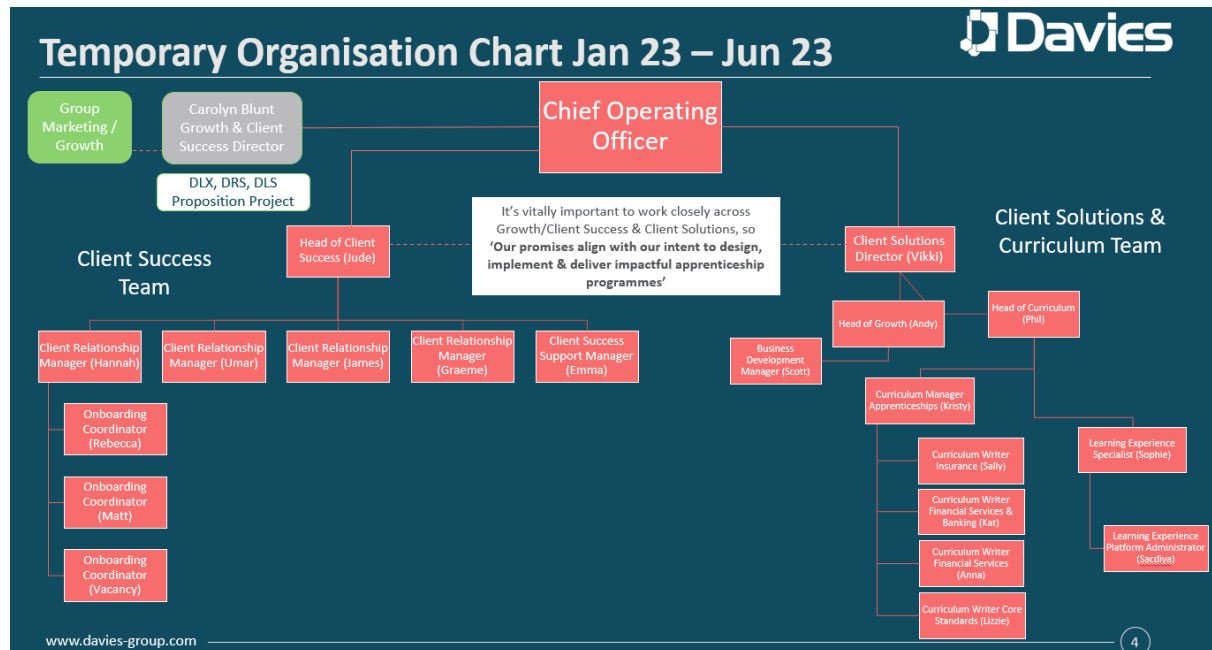 Temporary Organisation Chart Jan 23 – Jun 23
Davies
Group
Marketing /
Growth
Carolyn Blunt
Growth & Client
Success Director
Chief Operating
Officer
DLX, DRS, DLS
Proposition Project
It's vitally important to work closely across
Growth/Client Success & Client Solutions, so
'Our promises align with our intent to design,
implement & deliver impactful apprenticeship
programmes'
Client Solutions &
Curriculum Team
Client Success
Team
Head of Client
Success (Jude)
Client Solutions
Director (Vikki)
Client Relationship
Manager (Hannah)
Client Relationship
Manager (Umar)
Client Relationship
Manager (James)
Client Relationship
Manager
(Graeme)
Client Success
Support Manager
(Emma)
Head of Growth (Andy)
Head of Curriculum
(Phil)
Business
Development
Manager (Scott)
Onboarding
Coordinator
(Rebecca)
Onboarding
Coordinator
(Matt)
Onboarding
Coordinator
(Vacancy)
Curriculum Manager
Apprenticeships (Kristy)
Curriculum Writer
Insurance (Sally)
Curriculum Writer
Financial Services &
Banking (Kat)
Curriculum Writer
Financial Services
(Anna)
Curriculum Writer Core
Standards (Lizzie)
Learning Experience
Specialist (Sophie)
Learning Experience
Platform Administrator
(Sacdiya)
www.davies-group.com
4